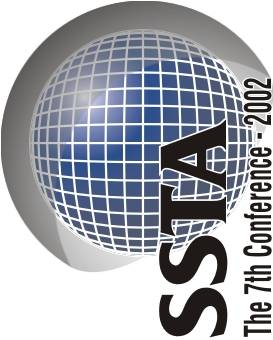 SSTA
The 7th Conference - 2002